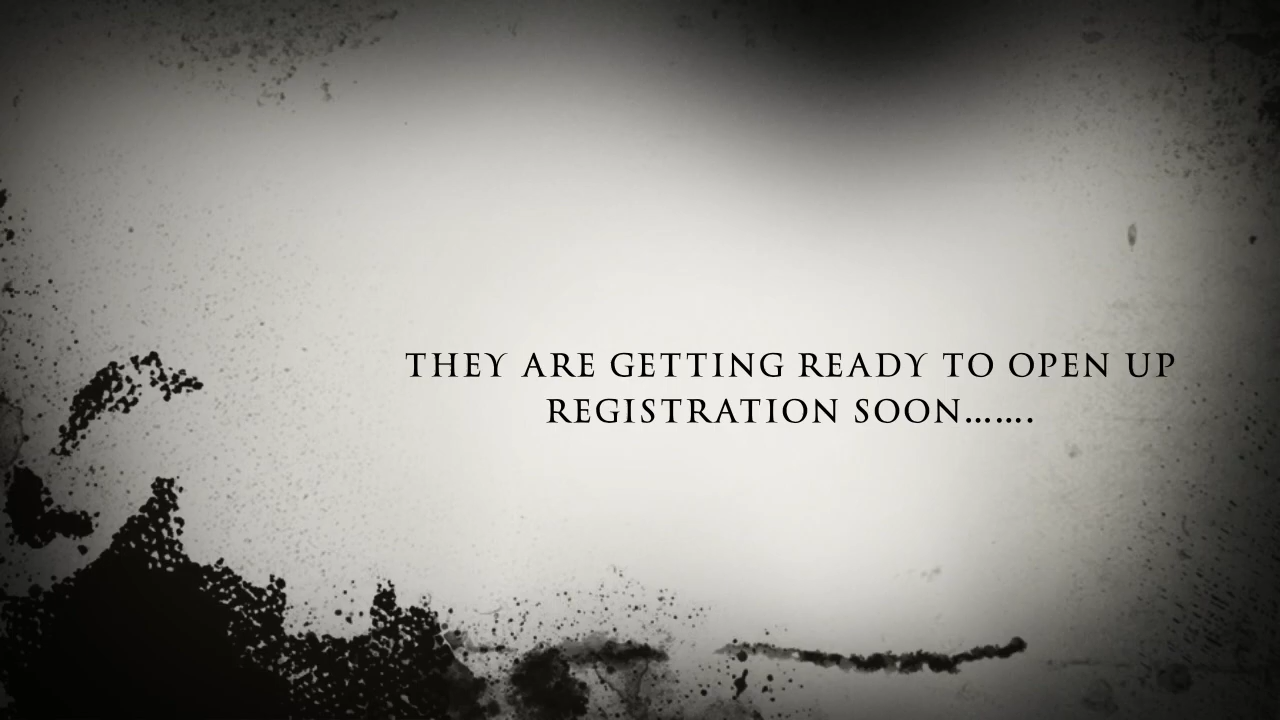 THEY ARE GETTING READY TO OPEN UP
REGISTRATION SOON.......